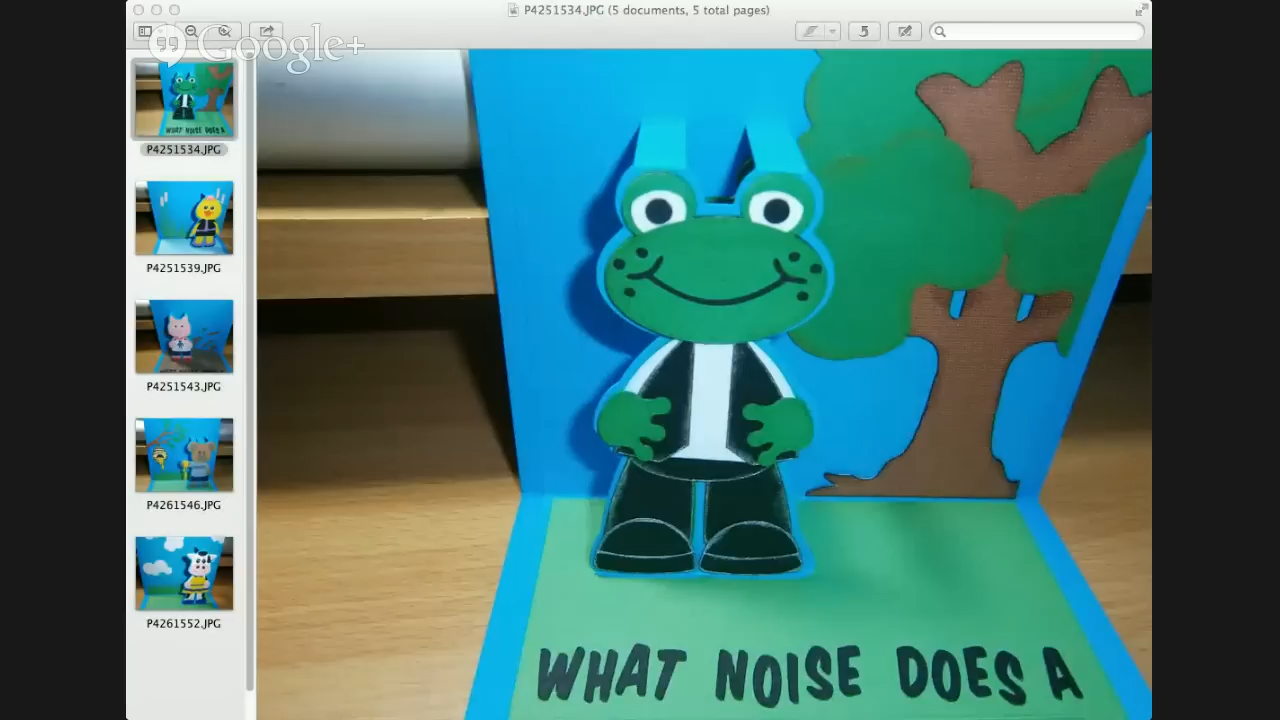 P4251534.JPG (5 documents, 5 total pages)
Google+
P4251534.JPG
P4251539.JPG
P4251543.JPG
P4261546.JPG
P4261552.JPG
WHAT NOISE DOES A